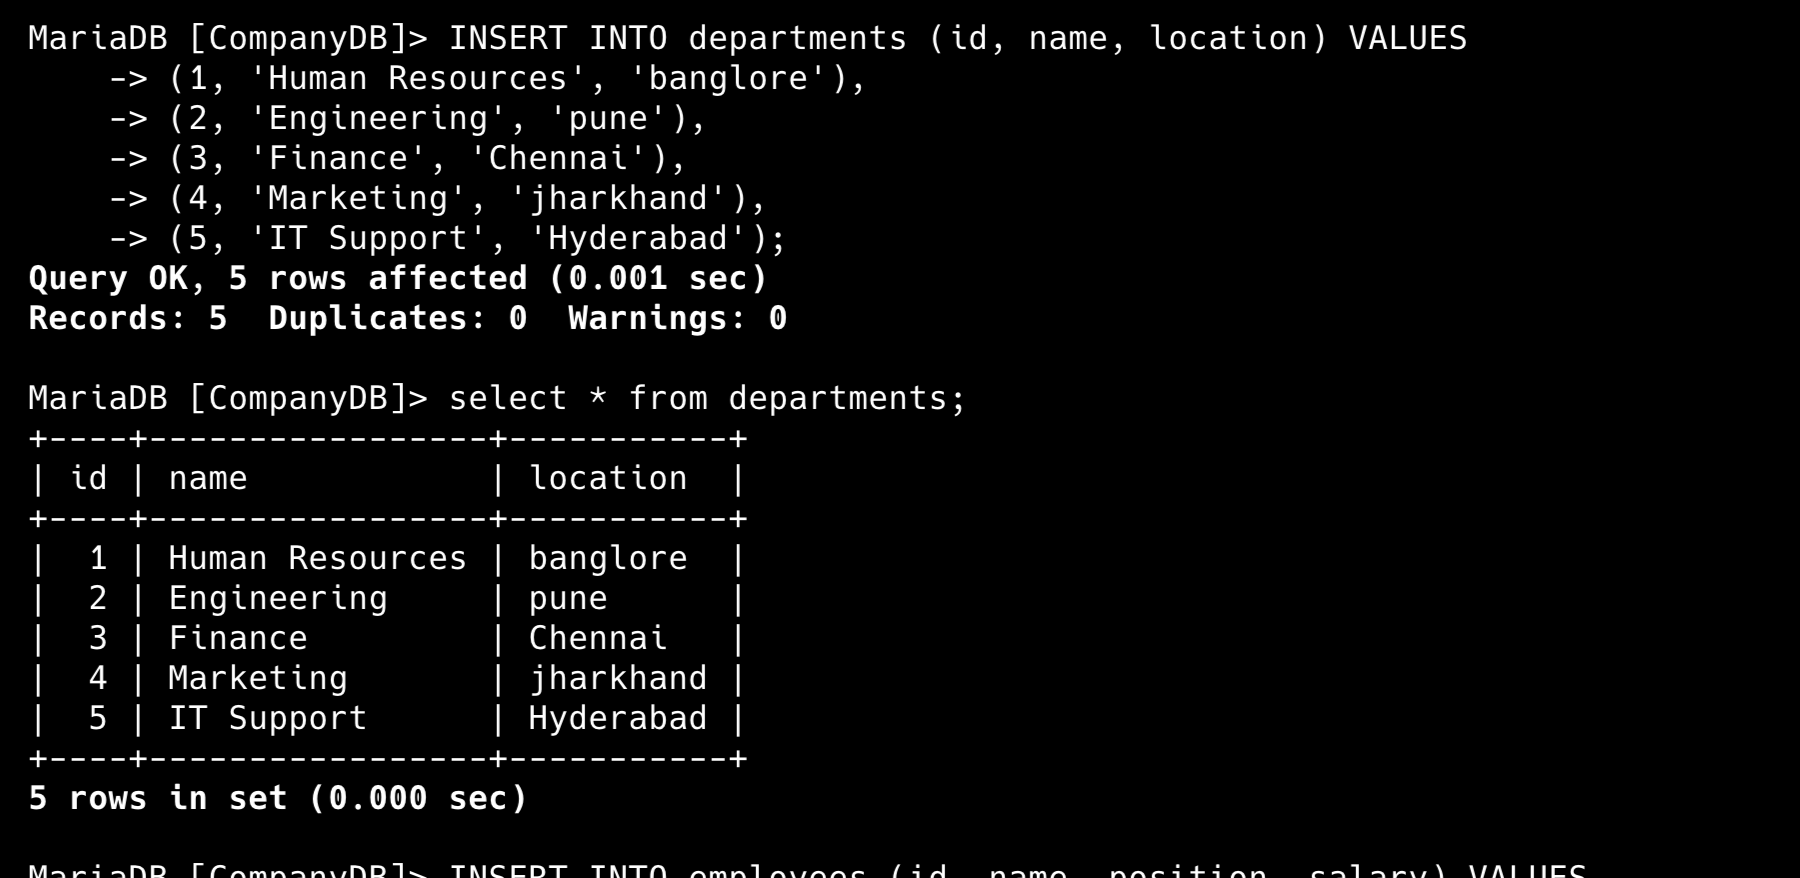 MariaDB [CompanyDB]> INSERT INTO departments (id, name, location) VALUES
    -> (1, 'Human Resources', 'banglore'),
    -> (2, 'Engineering', 'pune'),
    -> (3, 'Finance', 'Chennai'),
    -> (4, 'Marketing', 'jharkhand'),
    -> (5, 'IT Support', 'Hyderabad');
Query OK, 5 rows affected (0.001 sec)
Records: 5  Duplicates: 0  Warnings: 0

MariaDB [CompanyDB]> select * from departments;
+----+-----------------+-----------+
| id | name            | location  |
+----+-----------------+-----------+
|  1 | Human Resources | banglore  |
|  2 | Engineering     | pune      |
|  3 | Finance         | Chennai   |
|  4 | Marketing       | jharkhand |
|  5 | IT Support      | Hyderabad |
+----+-----------------+-----------+
5 rows in set (0.000 sec)

MariaDB [CompanyDB]> INSERT INTO employees (id, name, position, salary) VALUES